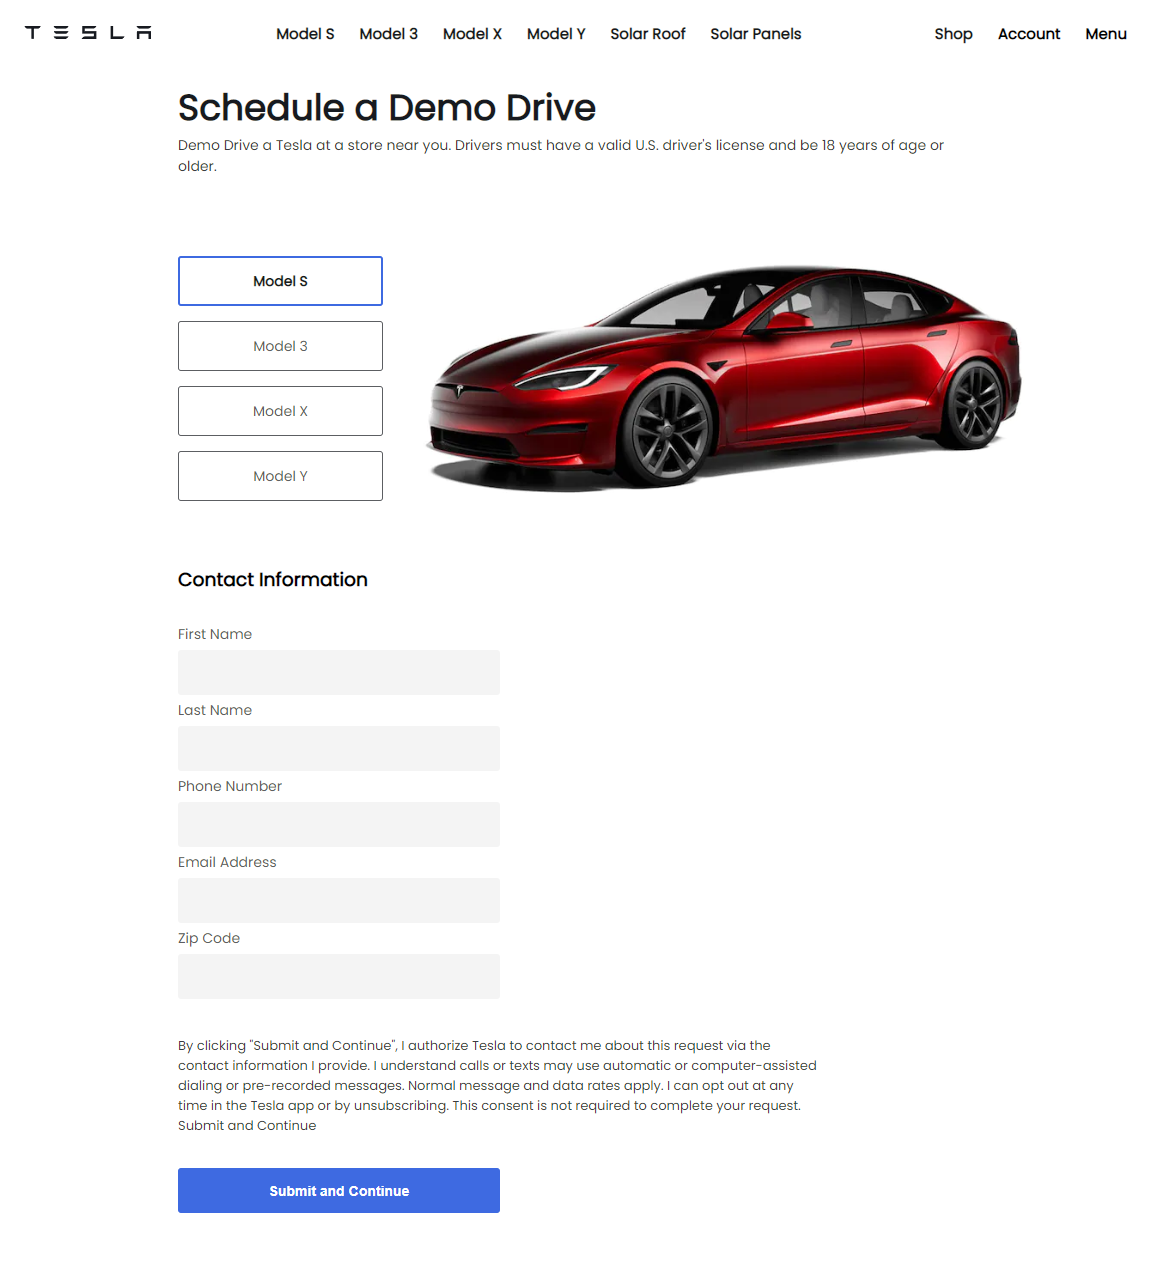 TESLA Model S Model 3 Model X Model Y Solar Roof Solar Panels Shop Account Menu
Schedule a Demo Drive
Demo Drive a Tesla at a store near you. Drivers must have a valid U.S. driver's license and be 18 years of age or
older.
Model S
Model 3
Model X
Model Y
Contact Information
First Name
Last Name
Phone Number
Email Address
Zip Code
By clicking "Submit and Continue", I authorize Tesla to contact me about this request via the
contact information I provide. I understand calls or texts may use automatic or computer-assisted
dialing or pre-recorded messages. Normal message and data rates apply. I can opt out at any
time in the Tesla app or by unsubscribing. This consent is not required to complete your request.
Submit and Continue
Submit and Continue